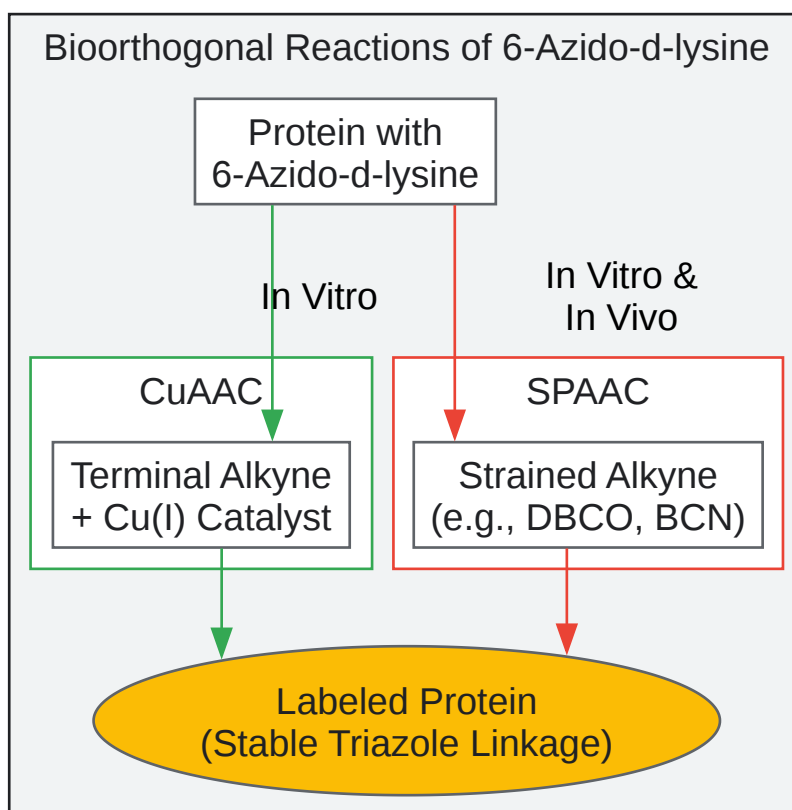 Bioorthogonal Reactions of 6-Azido-d-lysine
Protein with
6-Azido-d-lysine
In Vitro
In Vitro &
In Vivo
CuAAC
Terminal Alkyne
+ Cu(I) Catalyst
SPAAC
Strained Alkyne
(e.g., DBCO, BCN)
Labeled Protein
(Stable Triazole Linkage)